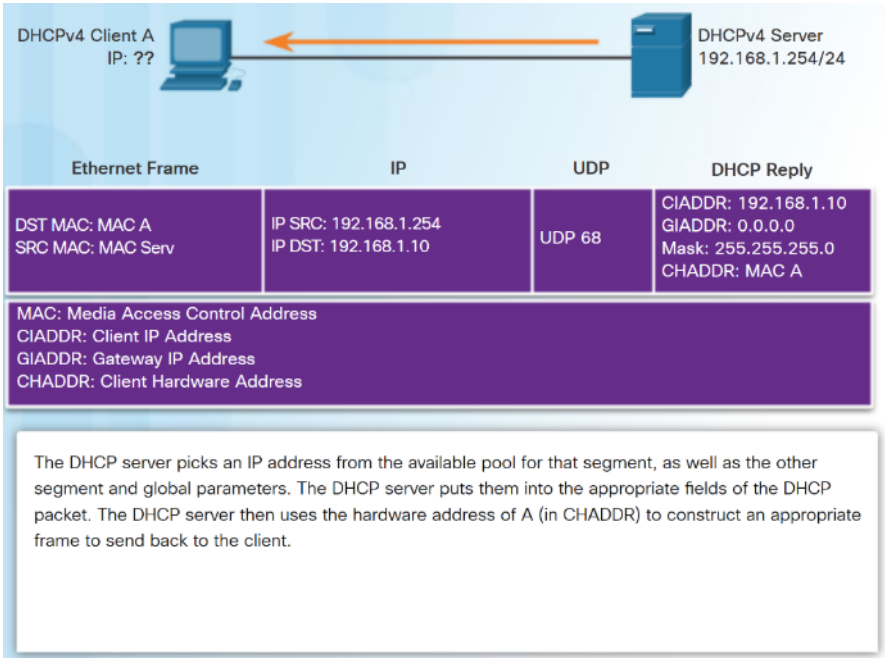 DHCPv4 Client A
IP: ??
DHCPv4 Server
192.168.1.254/24
Ethernet Frame
IP
UDP
DHCP Reply
DST MAC: MAC A
SRC MAC: MAC Serv
IP SRC: 192.168.1.254
IP DST: 192.168.1.10
UDP 68
CIADDR: 192.168.1.10
GIADDR: 0.0.0.0
Mask: 255.255.255.0
CHADDR: MAC A
MAC: Media Access Control Address
CIADDR: Client IP Address
GIADDR: Gateway IP Address
CHADDR: Client Hardware Address
The DHCP server picks an IP address from the available pool for that segment, as well as the other
segment and global parameters. The DHCP server puts them into the appropriate fields of the DHCP
packet. The DHCP server then uses the hardware address of A (in CHADDR) to construct an appropriate
frame to send back to the client.